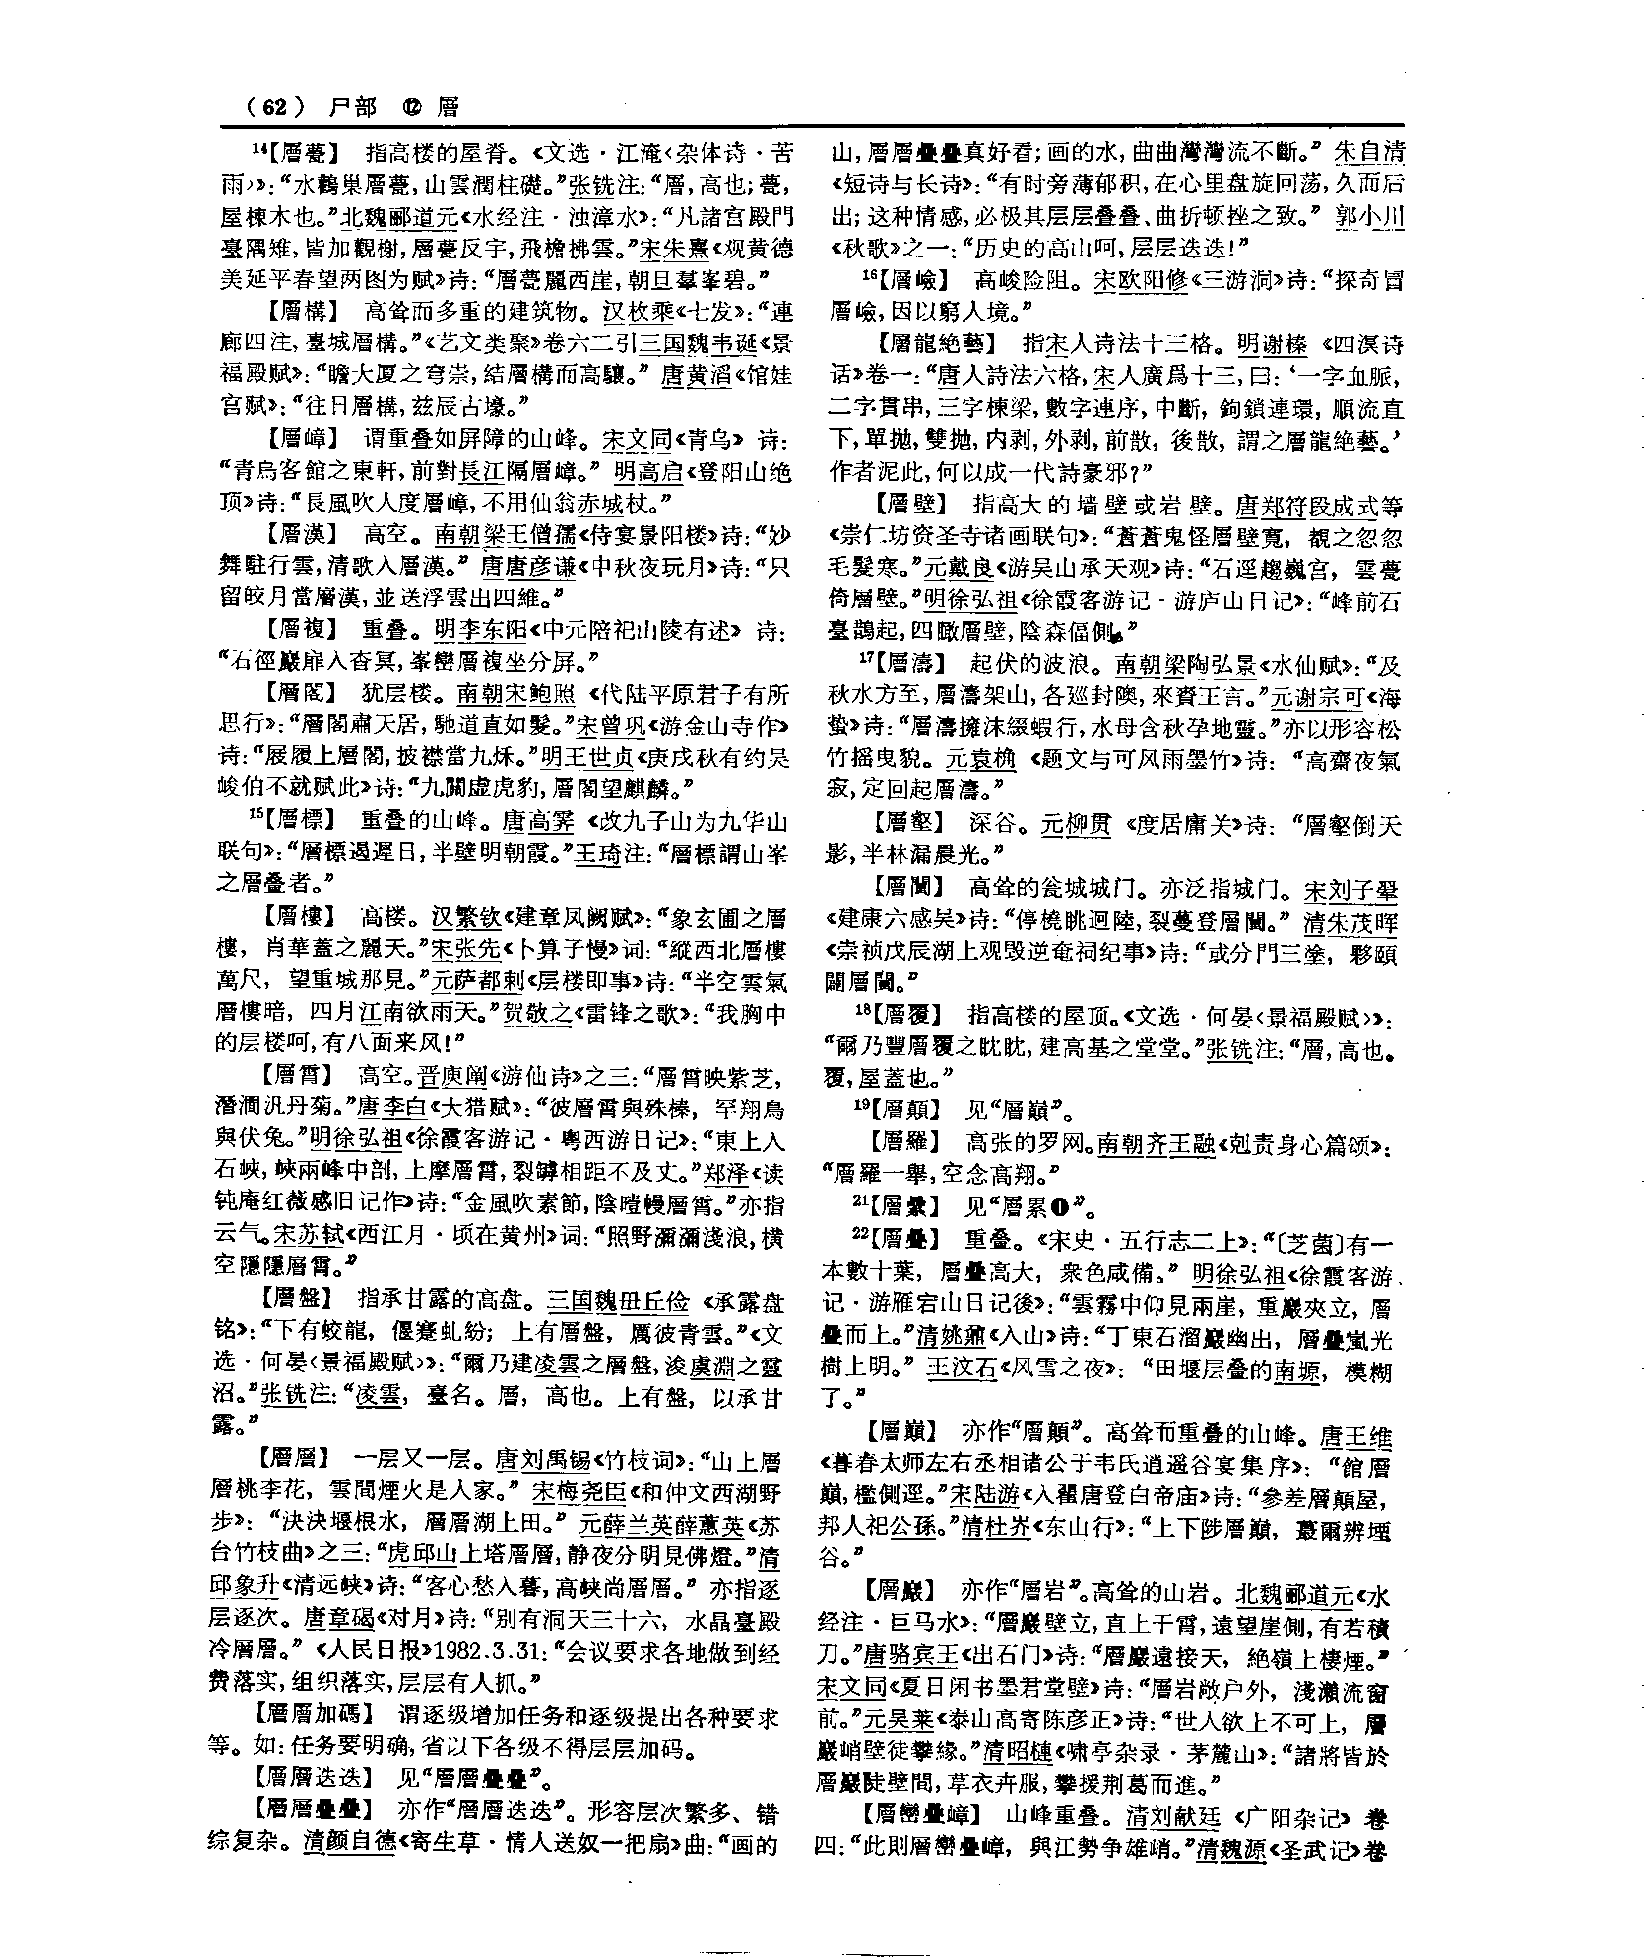 （62） 尸部 ⑫ 層
¹⁴【層甍】 指高楼的屋脊。《文选·江淹〈杂体诗·苦
雨〉》：“水鸛巢層甍，山雲潤柱礎。”张铣注：“層，高也；甍，
屋棟木也。”北魏郦道元《水经注·浊漳水》：“凡諸宫殿門
臺隅雉，皆加觀榭，層甍反宇，飛檐拂雲。”宋朱熹《观黄德
美延平春望两图为赋》诗：“層甍麗西崖，朝旦羣峯碧。”
【層構】 高耸而多重的建筑物。汉枚乘《七发》：“連
廊四注，臺城層構。”《艺文类聚》卷六二引三国魏韦诞《景
福殿赋》：“瞻大厦之穹崇，結層構而高驤。” 唐黄滔《馆娃
宫赋》：“往日層構，兹辰古壕。”
【層嶂】 谓重叠如屏障的山峰。宋文同《青鸟》 诗：
“青鳥客館之東軒，前對長江隔層嶂。” 明高启《登阳山绝
顶》诗：“長風吹人度層嶂，不用仙翁赤城杖。”
【層漢】 高空。南朝梁王僧孺《侍宴景阳楼》诗：“妙
舞駐行雲，清歌入層漢。” 唐唐彦谦《中秋夜玩月》诗：“只
留皎月當層漢，並送浮雲出四維。”
【層複】 重叠。明李东阳《中元陪祀山陵有述》 诗：
“石徑巖扉入杳冥，峯巒層複坐分屏。”
【層閣】 犹层楼。南朝宋鲍照 《代陆平原君子有所
思行》：“層閣肅天居，馳道直如髮。”宋曾巩《游金山寺作》
诗：“屐履上層閣，披襟當九秌。”明王世贞《庚戌秋有约吴
峻伯不就赋此》诗：“九關虚虎豹，層閣望麒麟。”
¹⁵【層標】 重叠的山峰。唐高霁 《改九子山为九华山
联句》：“層標遏遲日，半壁明朝霞。”王琦注：“層標謂山峯
之層叠者。”
【層樓】 高楼。汉繁钦《建章凤阙赋》：“象玄圃之層
樓，肖華蓋之麗天。”宋张先《卜算子慢》词：“縱西北層樓
萬尺，望重城那見。”元萨都剌《层楼即事》诗：“半空雲氣
層樓暗，四月江南欲雨天。”贺敬之《雷锋之歌》：“我胸中
的层楼呵，有八面来风！”
【層霄】 高空。晋庾阐《游仙诗》之三：“層霄映紫芝，
潛澗汎丹菊。”唐李白《大猎赋》：“彼層霄與殊榛，罕翔鳥
與伏兔。”明徐弘祖《徐霞客游记·粤西游日记》：“東上入
石峽，峽兩峰中剖，上摩層霄，裂罅相距不及丈。”郑泽《读
钝庵红薇感旧记作》诗：“金風吹素節，陰曀幔層霄。”亦指
云气。宋苏轼《西江月·顷在黄州》词：“照野瀰瀰淺浪，横
空隱隱層霄。”
【層盤】 指承甘露的高盘。三国魏毌丘俭 《承露盘
铭》：“下有蛟龍，偃蹇虬紛；上有層盤，厲彼青雲。”《文
选·何晏〈景福殿赋〉》：“爾乃建凌雲之層盤，浚虞淵之靈
沼。”张铣注：“凌雲，臺名。層，高也。上有盤，以承甘
露。”
【層層】 一层又一层。唐刘禹锡《竹枝词》：“山上層
層桃李花，雲間煙火是人家。” 宋梅尧臣《和仲文西湖野
步》：“決決堰根水，層層湖上田。” 元薛兰英薛蕙英《苏
台竹枝曲》之三：“虎邱山上塔層層，静夜分明見佛燈。”清
邱象升《清远峡》诗：“客心愁入暮，高峡尚層層。” 亦指逐
层逐次。唐章碣《对月》诗：“别有洞天三十六，水晶臺殿
冷層層。” 《人民日报》1982.3.31：“会议要求各地做到经
费落实，组织落实，层层有人抓。”
【層層加碼】 谓逐级增加任务和逐级提出各种要求
等。如：任务要明确，省以下各级不得层层加码。
【層層迭迭】 见“層層疊疊”。
【層層疊疊】 亦作“層層迭迭”。形容层次繁多、错
综复杂。清颜自德《寄生草·情人送奴一把扇》曲：“画的
山，層層疊疊真好看；画的水，曲曲灣灣流不斷。” 朱自清
《短诗与长诗》：“有时旁薄郁积，在心里盘旋回荡，久而后
出；这种情感，必极其层层叠叠、曲折顿挫之致。” 郭小川
《秋歌》之一：“历史的高山呵，层层迭迭！”
¹⁶【層嶮】 高峻险阻。宋欧阳修《三游洞》诗：“探奇冒
層嶮，因以窮人境。”
【層龍絶藝】 指宋人诗法十三格。明谢榛 《四溟诗
话》卷一：“唐人詩法六格，宋人廣爲十三，曰：‘一字血脈，
二字貫串，三字棟梁，數字連序，中斷，鉤鎖連環，順流直
下，單抛，雙抛，内剥，外剥，前散，後散，謂之層龍絶藝。’
作者泥此，何以成一代詩豪邪？”
【層壁】 指高大的墙壁或岩壁。唐郑符段成式等
《崇仁坊资圣寺诸画联句》：“蒼蒼鬼怪層壁寬，覩之忽忽
毛髮寒。”元戴良《游吴山承天观》诗：“石逕趨巍宫，雲甍
倚層壁。”明徐弘祖《徐霞客游记·游庐山日记》：“峰前石
臺鵲起，四瞰層壁，陰森偪側。”
¹⁷【層濤】 起伏的波浪。南朝梁陶弘景《水仙赋》：“及
秋水方至，層濤架山，各巡封隩，來賚王言。”元谢宗可《海
蛰》诗：“層濤擁沫綴蝦行，水母含秋孕地靈。”亦以形容松
竹摇曳貌。元袁桷 《题文与可风雨墨竹》诗：“高齋夜氣
寂，定回起層濤。”
【層壑】 深谷。元柳贯 《度居庸关》诗：“層壑倒天
影，半林漏晨光。”
【層闉】 高耸的瓮城城门。亦泛指城门。宋刘子翚
《建康六感吴》诗：“停橈眺迴陸，裂蔓登層闉。” 清朱茂晖
《崇祯戊辰湖上观毁逆奄祠纪事》诗：“或分門三塗，夥頤
闢層闉。”
¹⁸【層覆】 指高楼的屋顶。《文选·何晏〈景福殿赋〉》：
“爾乃豐層覆之眈眈，建高基之堂堂。”张铣注：“層，高也。
覆，屋蓋也。”
¹⁹【層顛】 见“層巔”。
【層羅】 高张的罗网。南朝齐王融《剋责身心篇颂》：
“層羅一舉，空念高翔。”
²¹【層纍】 见“層累❶”。
²²【層疊】 重叠。《宋史·五行志二上》：“〔芝菌〕有一
本數十葉，層疊高大，衆色咸備。” 明徐弘祖《徐霞客游
记·游雁宕山日记後》：“雲霧中仰見兩崖，重巖夾立，層
疊而上。”清姚鼐《入山》诗：“丁東石溜巖幽出，層疊嵐光
樹上明。” 王汶石《风雪之夜》：“田堰层叠的南塬，模糊
了。”
【層巔】 亦作“層顛”。高耸而重叠的山峰。唐王维
《暮春太师左右丞相诸公于韦氏逍遥谷宴集序》：“館層
巔，檻側逕。”宋陆游《入瞿唐登白帝庙》诗：“參差層顛屋，
邦人祀公孫。”清杜岕《东山行》：“上下陟層巔，蕞爾辨堙
谷。”
【層巖】 亦作“層岩”。高耸的山岩。北魏郦道元《水
经注·巨马水》：“層巖壁立，直上干霄，遠望崖側，有若積
刀。”唐骆宾王《出石门》诗：“層巖遠接天，絶嶺上棲煙。”
宋文同《夏日闲书墨君堂壁》诗：“層岩敞户外，淺瀨流窗
前。”元吴莱《泰山高寄陈彦正》诗：“世人欲上不可上，層
巖峭壁徒攀緣。”清昭槤《啸亭杂录·茅麓山》：“諸將皆於
層巖陡壁間，草衣卉服，攀援荆葛而進。”
【層巒疊嶂】 山峰重叠。清刘献廷 《广阳杂记》 卷
四：“此則層巒疊嶂，與江勢争雄峭。”清魏源《圣武记》卷